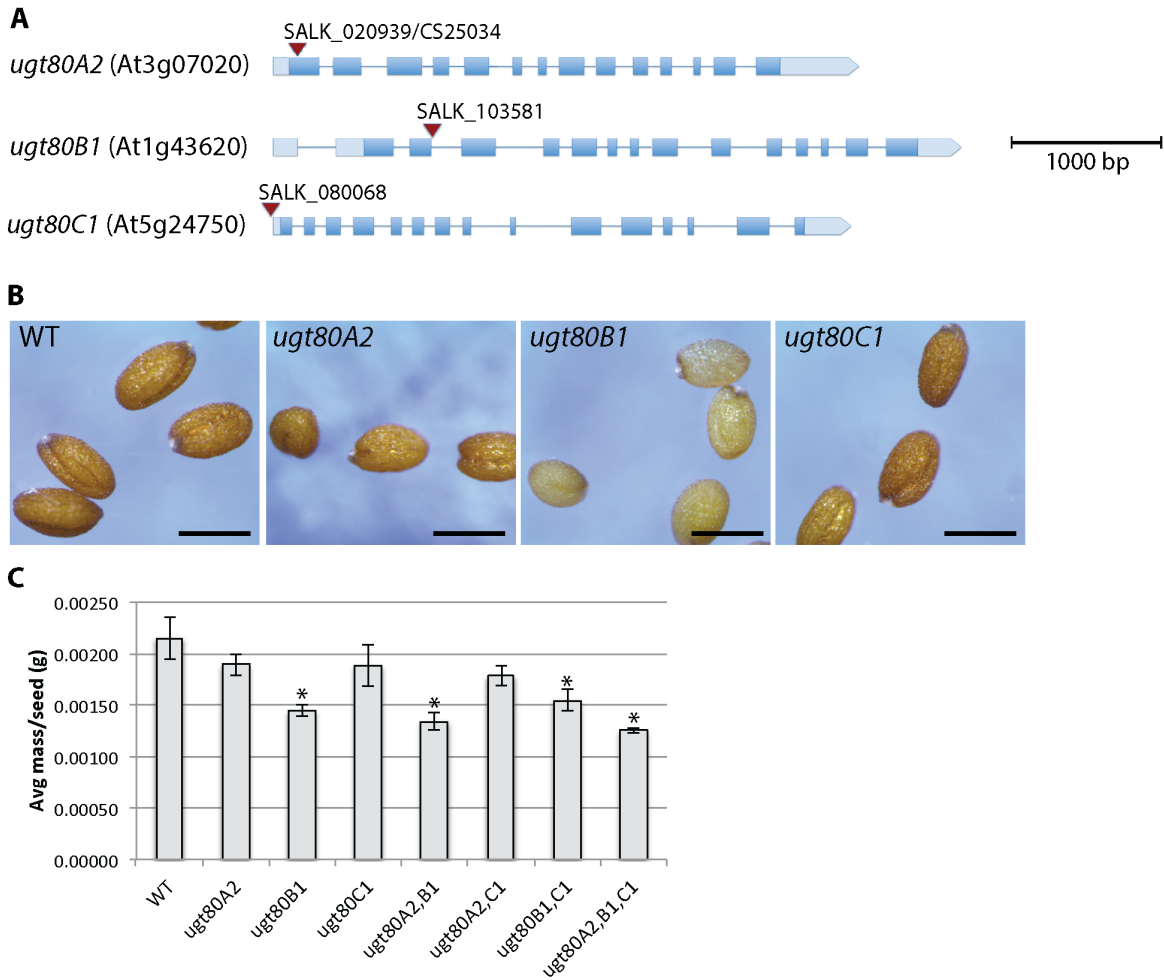 A
SALK_020939/CS25034
ugt80A2 (At3g07020)
SALK_103581
ugt80B1 (At1g43620)
1000 bp
SALK_080068
ugt80C1 (At5g24750)
B
WT
ugt80A2
ugt80B1
ugt80C1
C
Avg mass/seed (g)
0.00250
0.00200
0.00150
0.00100
0.00050
0.00000
*
*
*
*
WT
ugt80A2
ugt80B1
ugt80C1
ugt80A2,B1
ugt80A2,C1
ugt80B1,C1
ugt80A2,B1,C1